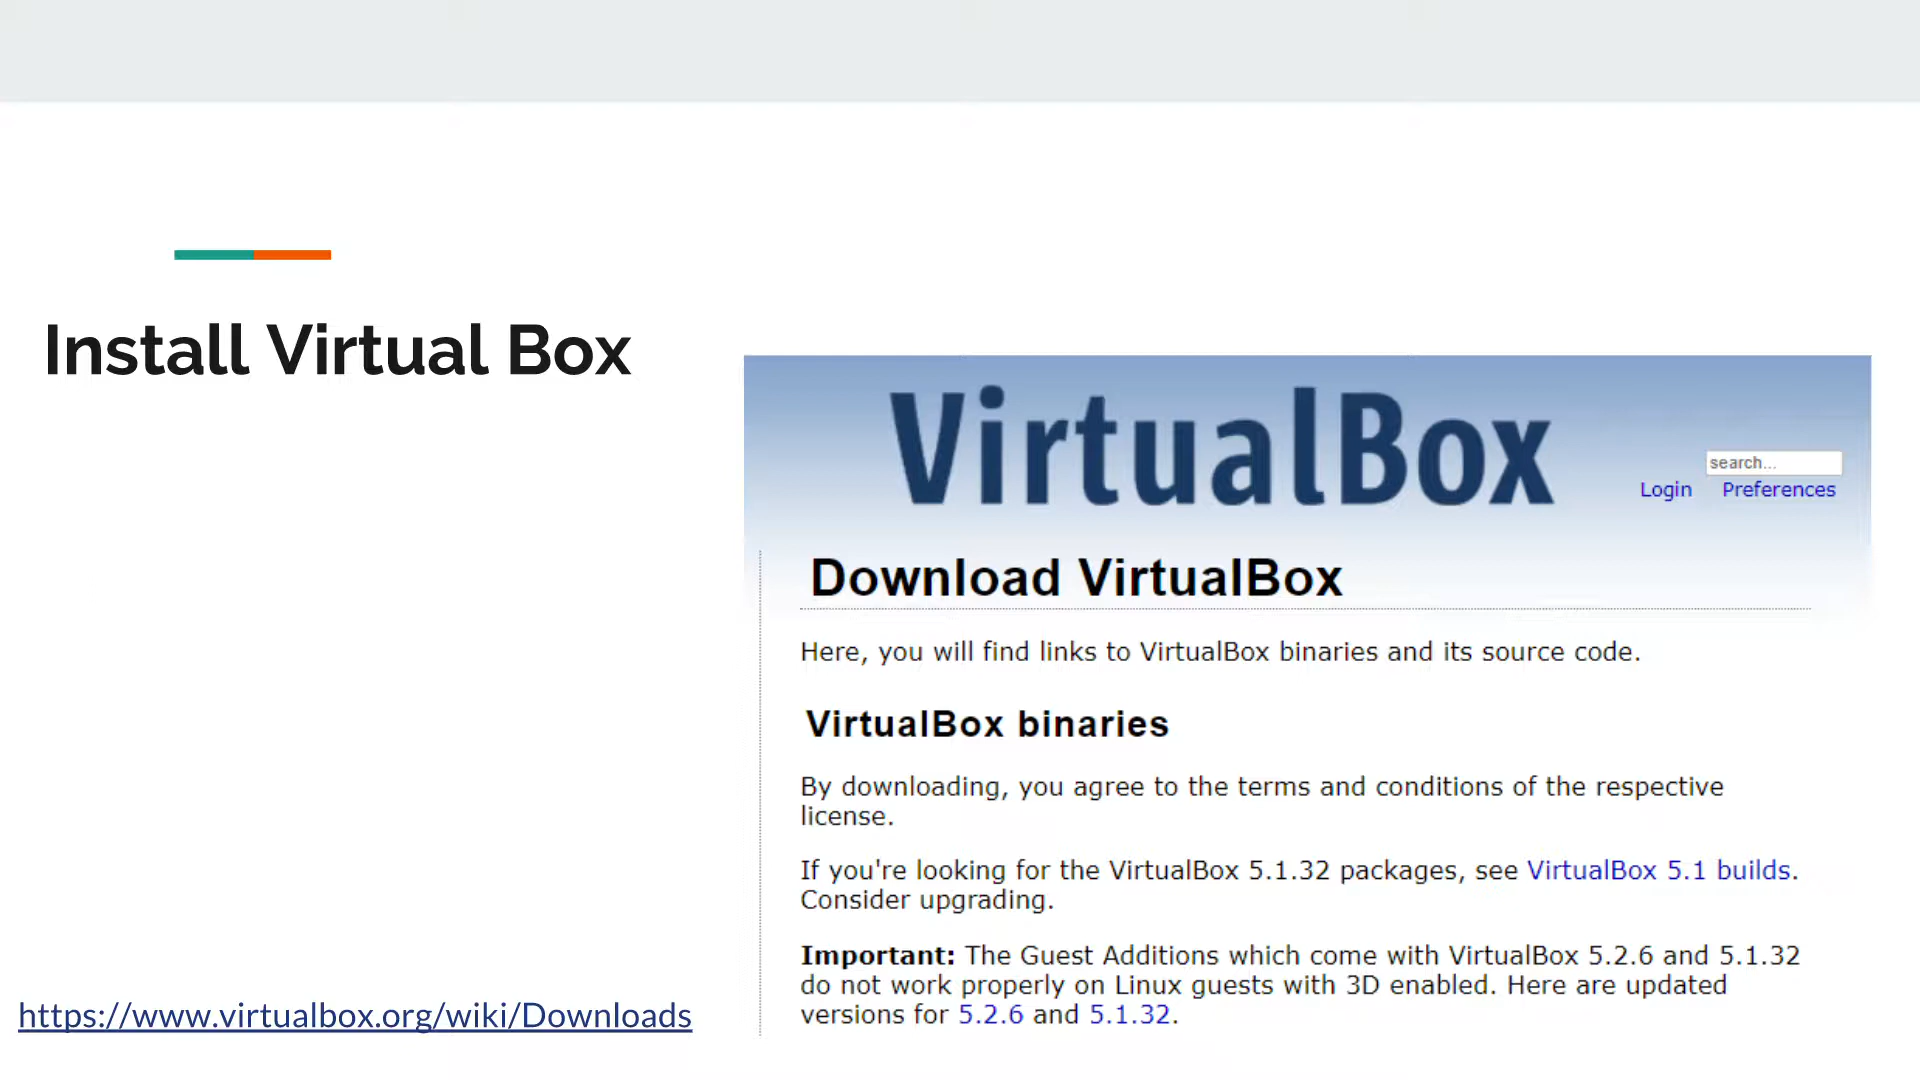 Install Virtual Box
VirtualBox
search...
Login Preferences
Download VirtualBox
Here, you will find links to VirtualBox binaries and its source code.
VirtualBox binaries
By downloading, you agree to the terms and conditions of the respective
license.
If you're looking for the VirtualBox 5.1.32 packages, see VirtualBox 5.1 builds.
Consider upgrading.
Important: The Guest Additions which come with VirtualBox 5.2.6 and 5.1.32
do not work properly on Linux guests with 3D enabled. Here are updated
versions for 5.2.6 and 5.1.32.
https://www.virtualbox.org/wiki/Downloads